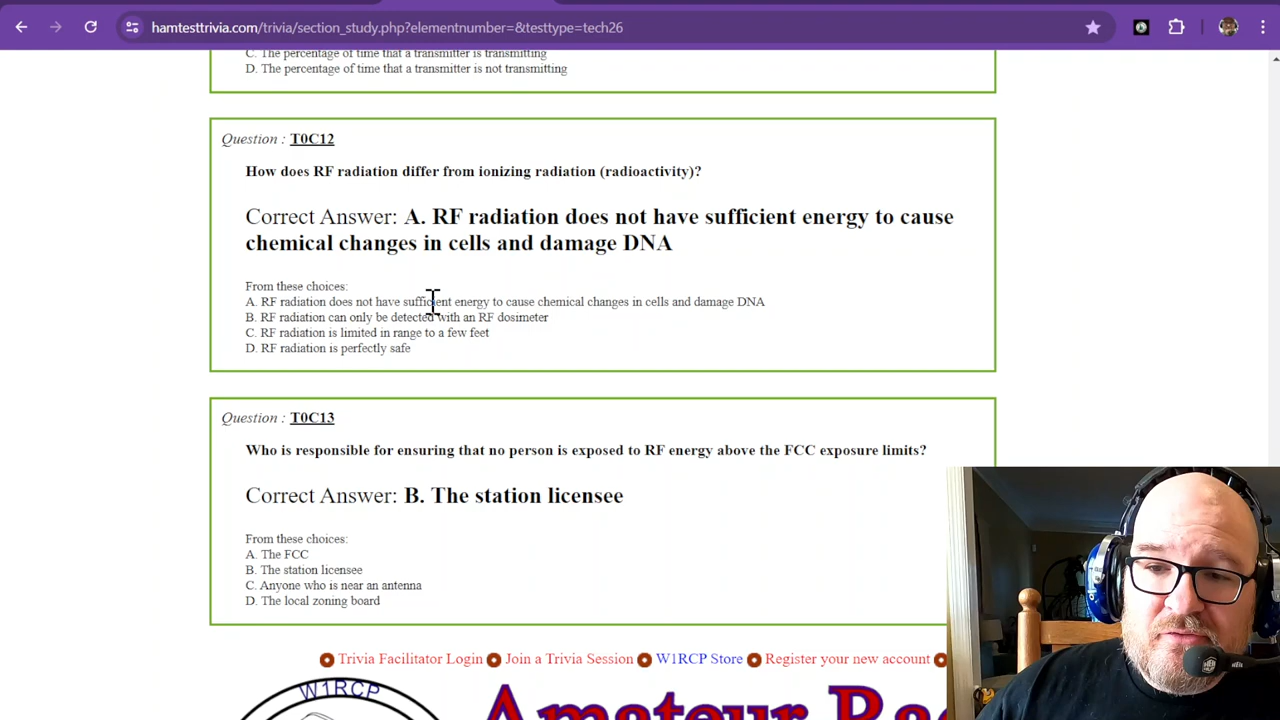 hamtesttrivia.com/trivia/section_study.php?elementnumber=&testtype=tech26
C. The percentage of time that a transmitter is transmitting
D. The percentage of time that a transmitter is not transmitting
Question : T0C12
How does RF radiation differ from ionizing radiation (radioactivity)?
Correct Answer: A. RF radiation does not have sufficient energy to cause
chemical changes in cells and damage DNA
From these choices:
A. RF radiation does not have sufficient energy to cause chemical changes in cells and damage DNA
B. RF radiation can only be detected with an RF dosimeter
C. RF radiation is limited in range to a few feet
D. RF radiation is perfectly safe
Question : T0C13
Who is responsible for ensuring that no person is exposed to RF energy above the FCC exposure limits?
Correct Answer: B. The station licensee
From these choices:
A. The FCC
B. The station licensee
C. Anyone who is near an antenna
D. The local zoning board
Trivia Facilitator Login Join a Trivia Session W1RCP Store Register your new account
W1RCP
Amateur